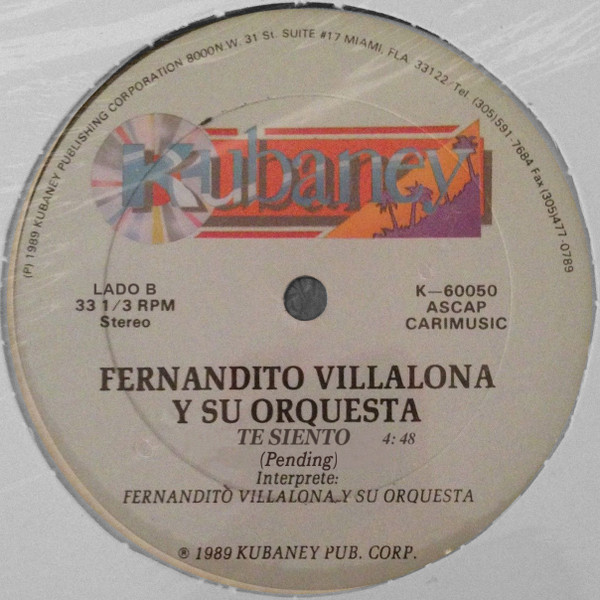 (P) 1989 KUBANEY PUBLISHING CORPORATION 8000N.W. 31 St. SUITE #17 MIAMI, FLA. 33122 Tel. (305)591-7684 Fax (305)477-0789
Kubaney
LADO B
33 1/3 RPM
Stereo
K-60050
ASCAP
CARIMUSIC
FERNANDITO VILLALONA
Y SU ORQUESTA
TE SIENTO 4:48
(Pending)
Interprete:
FERNANDITO VILLALONA Y SU ORQUESTA
® 1989 KUBANEY PUB. CORP.